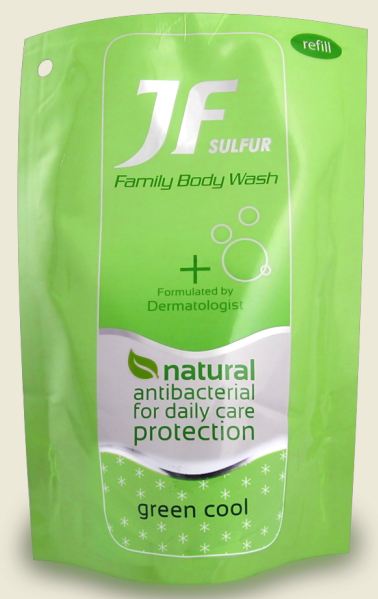 refill
JF
SULFUR
Family Body Wash
+
Formulated by
Dermatologist
natural
antibacterial
for daily care
protection
green cool